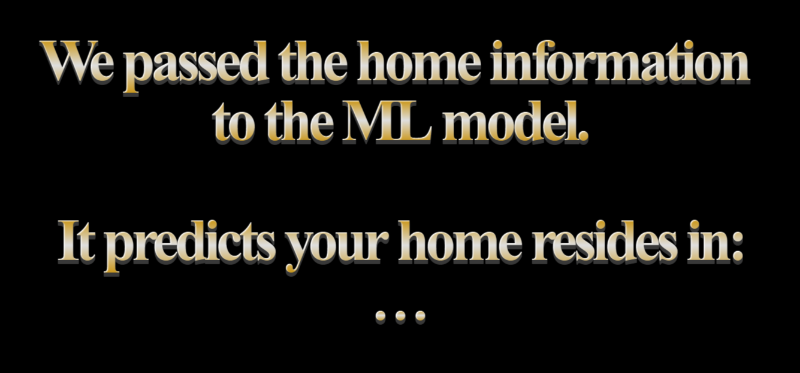 We passed the home information
to the ML model.
It predicts your home resides in:
...